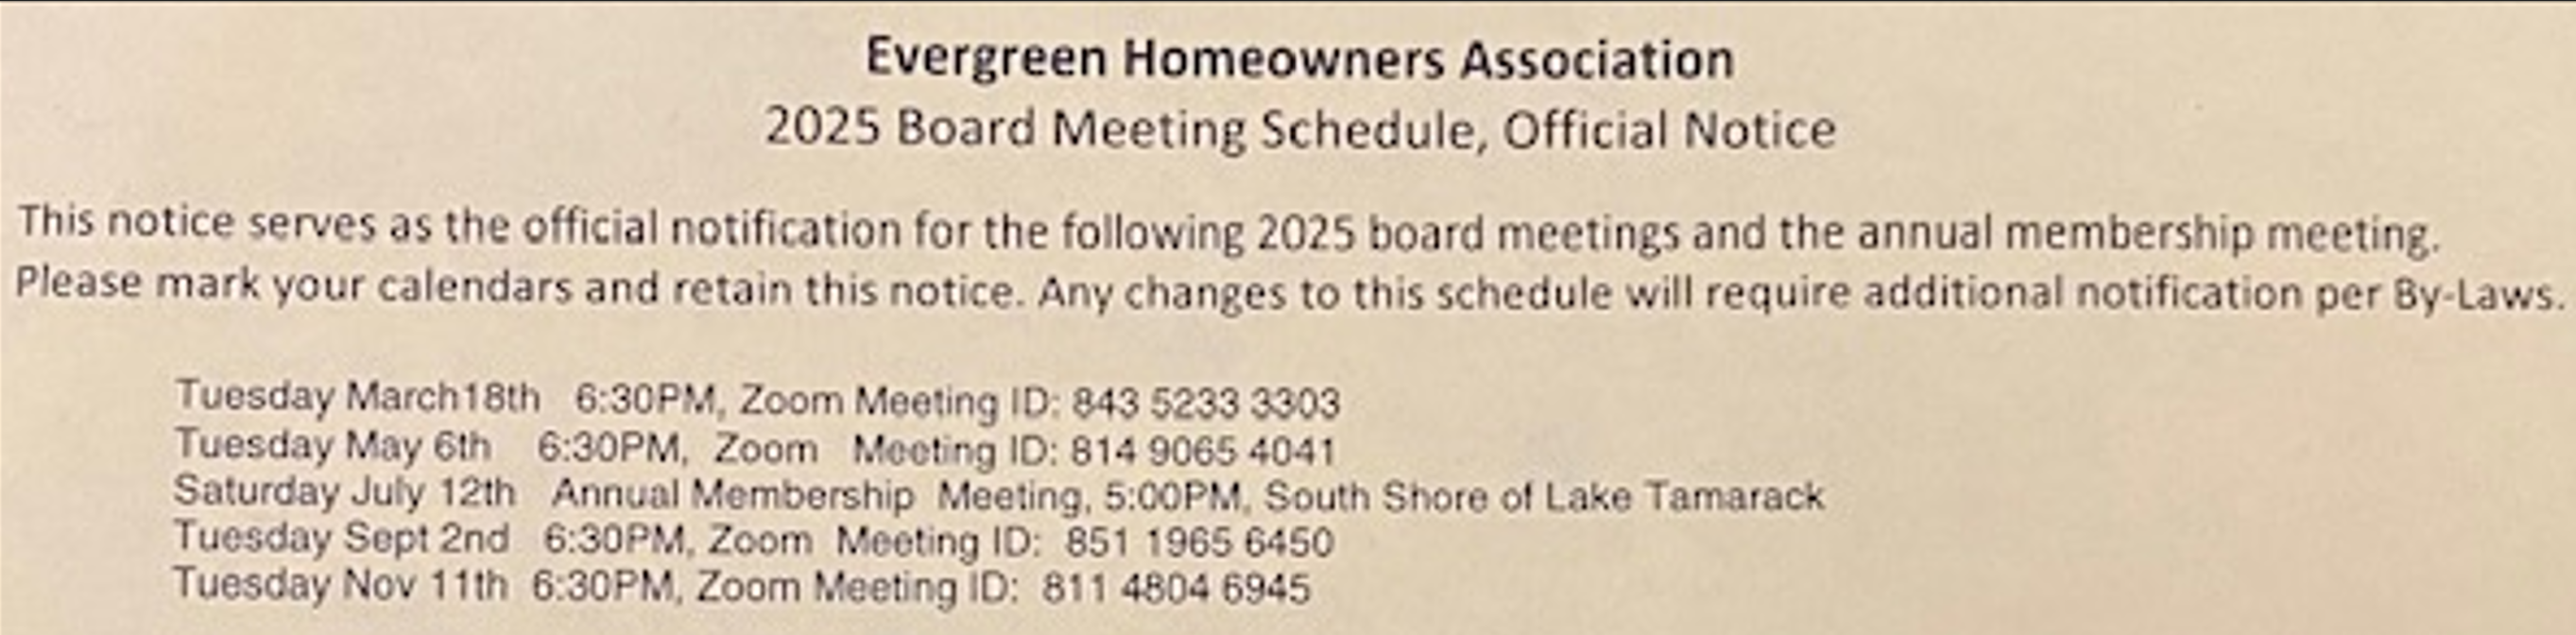 Evergreen Homeowners Association
2025 Board Meeting Schedule, Official Notice
This notice serves as the official notification for the following 2025 board meetings and the annual membership meeting.
Please mark your calendars and retain this notice. Any changes to this schedule will require additional notification per By-Laws.
Tuesday March18th 6:30PM, Zoom Meeting ID: 843 5233 3303
Tuesday May 6th 6:30PM, Zoom Meeting ID: 814 9065 4041
Saturday July 12th Annual Membership Meeting, 5:00PM, South Shore of Lake Tamarack
Tuesday Sept 2nd 6:30PM, Zoom Meeting ID: 851 1965 6450
Tuesday Nov 11th 6:30PM, Zoom Meeting ID: 811 4804 6945